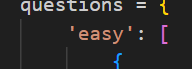 questions = {
'easy': [
{